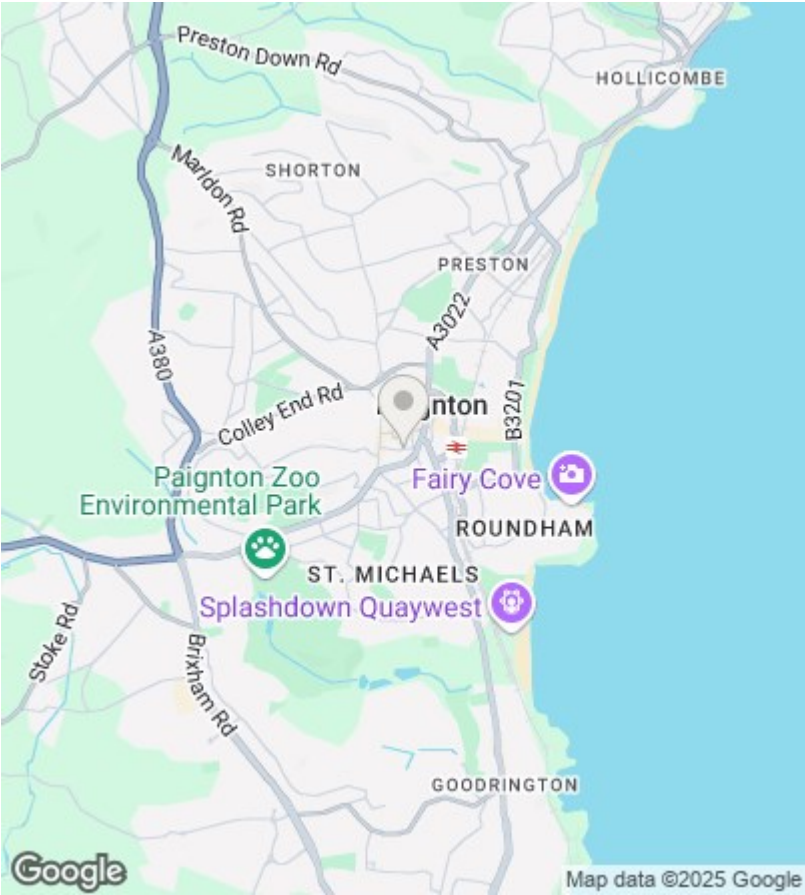 Preston Down Rd
HOLLICOMBE
Marldon Rd
SHORTON
PRESTON
A3022
A380
B3201
Colley End Rd
gnton
Paignton Zoo
Environmental Park
Fairy Cove
ROUNDHAM
ST. MICHAELS
Splashdown Quaywest
Stoke Rd
Brixham Rd
GOODRINGTON
Google
Map data ©2025 Google